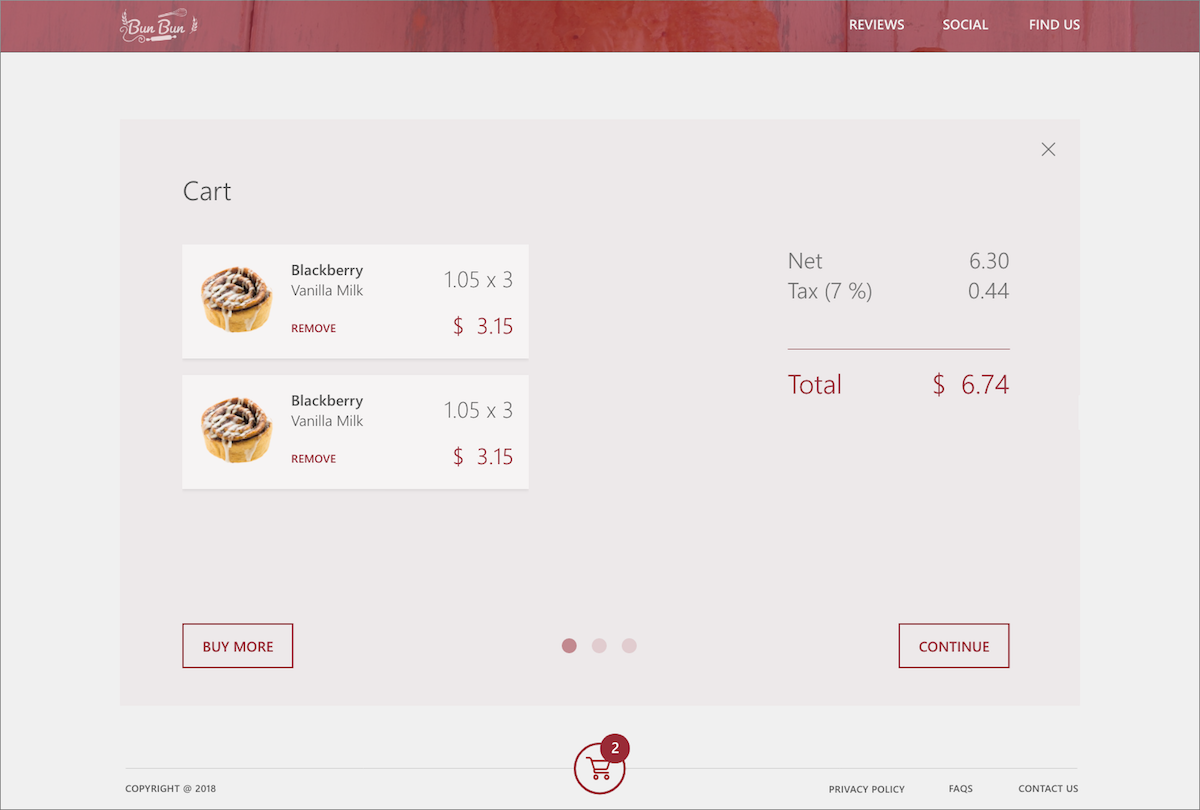 Bun Bun
REVIEWS SOCIAL FIND US
Cart
Blackberry
Vanilla Milk
1.05 x 3
REMOVE
$ 3.15
Blackberry
Vanilla Milk
1.05 x 3
REMOVE
$ 3.15
Net 6.30
Tax (7 %) 0.44
Total $ 6.74
BUY MORE
CONTINUE
2
COPYRIGHT @ 2018
PRIVACY POLICY FAQS CONTACT US